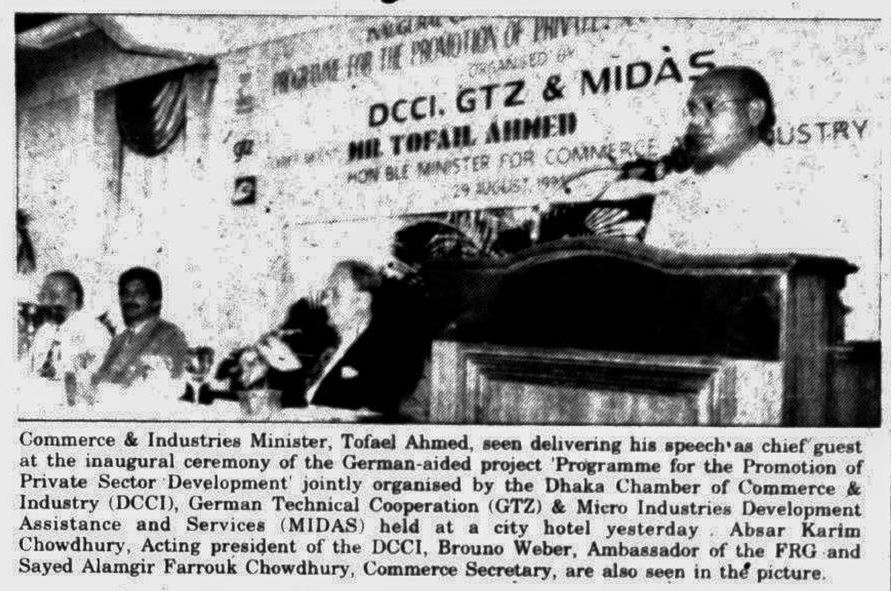 PROGRAMME FOR THE PROMOTION OF PRIVATE
ORGANISED BY
DCCI, GTZ & MIDAS
MR. TOFAIL AHMED
HON'BLE MINISTER FOR COMMERCE USTRY
29 AUGUST, 199
Commerce & Industries Minister, Tofael Ahmed, seen delivering his speech as chief guest
at the inaugural ceremony of the German-aided project 'Programme for the Promotion of
Private Sector Development' jointly organised by the Dhaka Chamber of Commerce &
Industry (DCCI), German Technical Cooperation (GTZ) & Micro Industries Development
Assistance and Services (MIDAS) held at a city hotel yesterday . Absar Karim
Chowdhury, Acting president of the DCCI, Brouno Weber, Ambassador of the FRG and
Sayed Alamgir Farrouk Chowdhury, Commerce Secretary, are also seen in the picture.